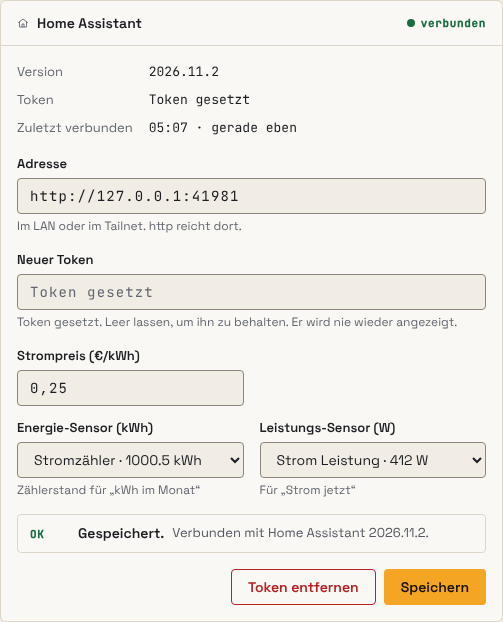 Home Assistant verbunden
Version 2026.11.2
Token Token gesetzt
Zuletzt verbunden 05:07 · gerade eben
Adresse
http://127.0.0.1:41981
Im LAN oder im Tailnet. http reicht dort.
Neuer Token
Token gesetzt
Token gesetzt. Leer lassen, um ihn zu behalten. Er wird nie wieder angezeigt.
Strompreis (€/kWh)
0,25
Energie-Sensor (kWh) Leistungs-Sensor (W)
Stromzähler · 1000.5 kWh Strom Leistung · 412 W
Zählerstand für „kWh im Monat“ Für „Strom jetzt“
OK Gespeichert. Verbunden mit Home Assistant 2026.11.2.
Token entfernen Speichern